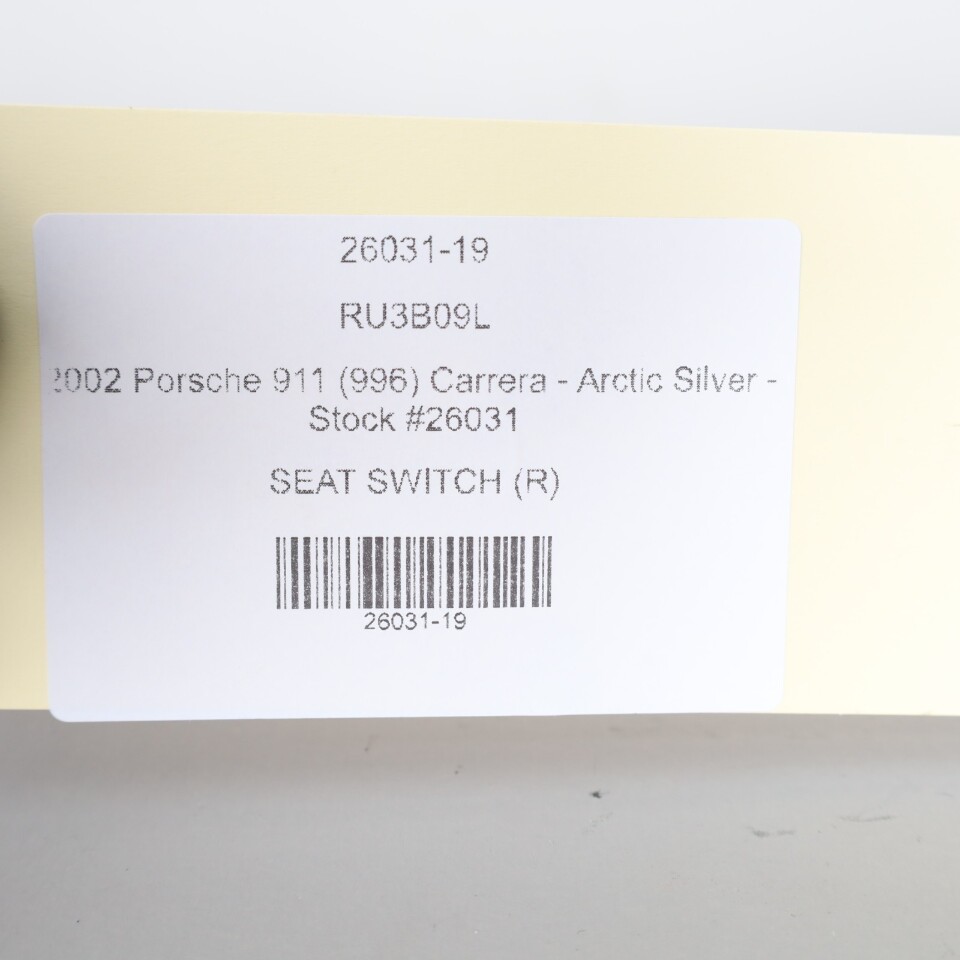 26031-19
RU3B09L
2002 Porsche 911 (996) Carrera - Arctic Silver -
Stock #26031
SEAT SWITCH (R)
26031-19